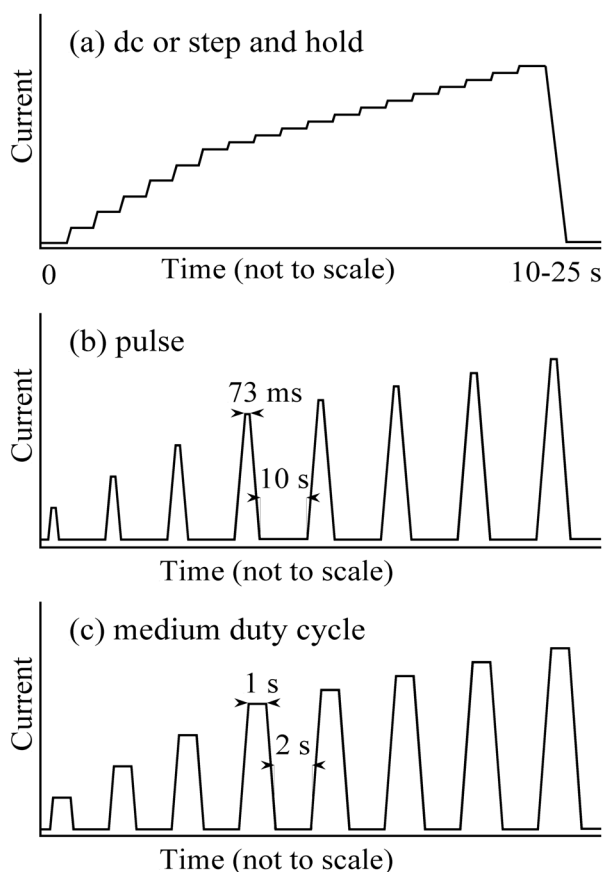 (a) dc or step and hold
Current
0
Time (not to scale)
10-25 s
(b) pulse
73 ms
10 s
Current
Time (not to scale)
(c) medium duty cycle
1 s
2 s
Current
Time (not to scale)